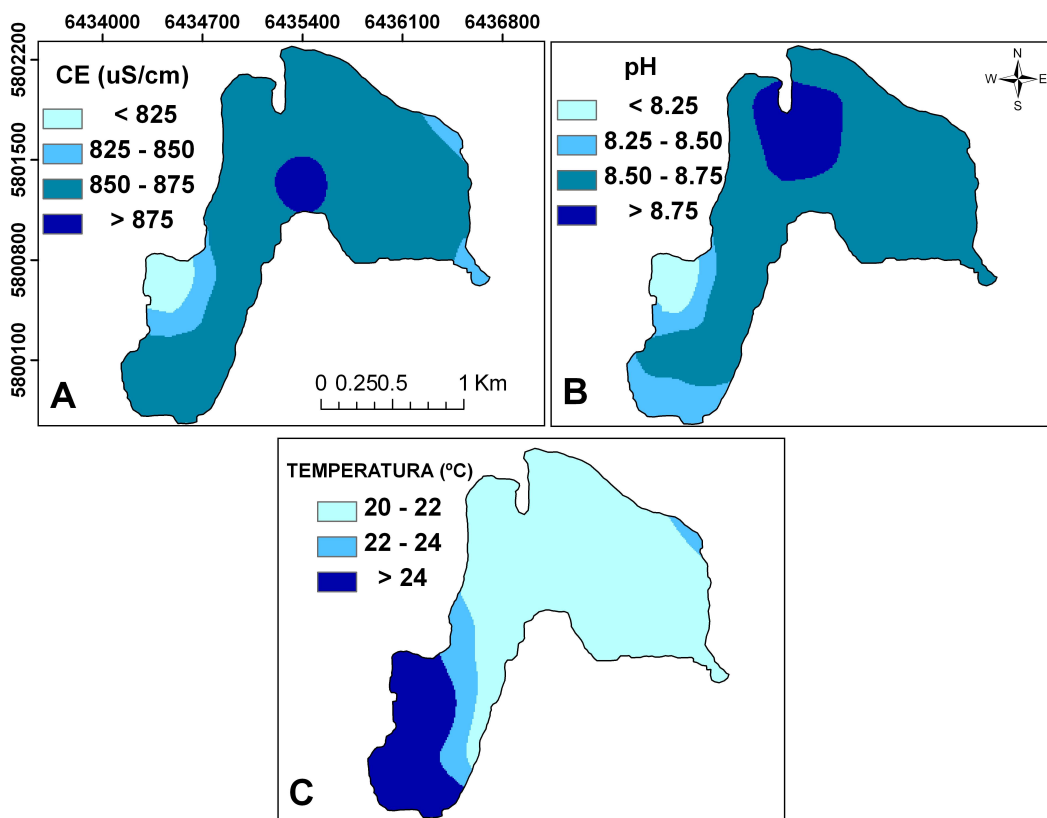 6434000 6434700 6435400 6436100 6436800
5802200
5801500
5800800
5800100
CE (uS/cm)
< 825
825 - 850
850 - 875
> 875
A
0 0.25 0.5 1 Km
pH
< 8.25
8.25 - 8.50
8.50 - 8.75
> 8.75
B
N
W E
S
TEMPERATURA (ºC)
20 - 22
22 - 24
> 24
C